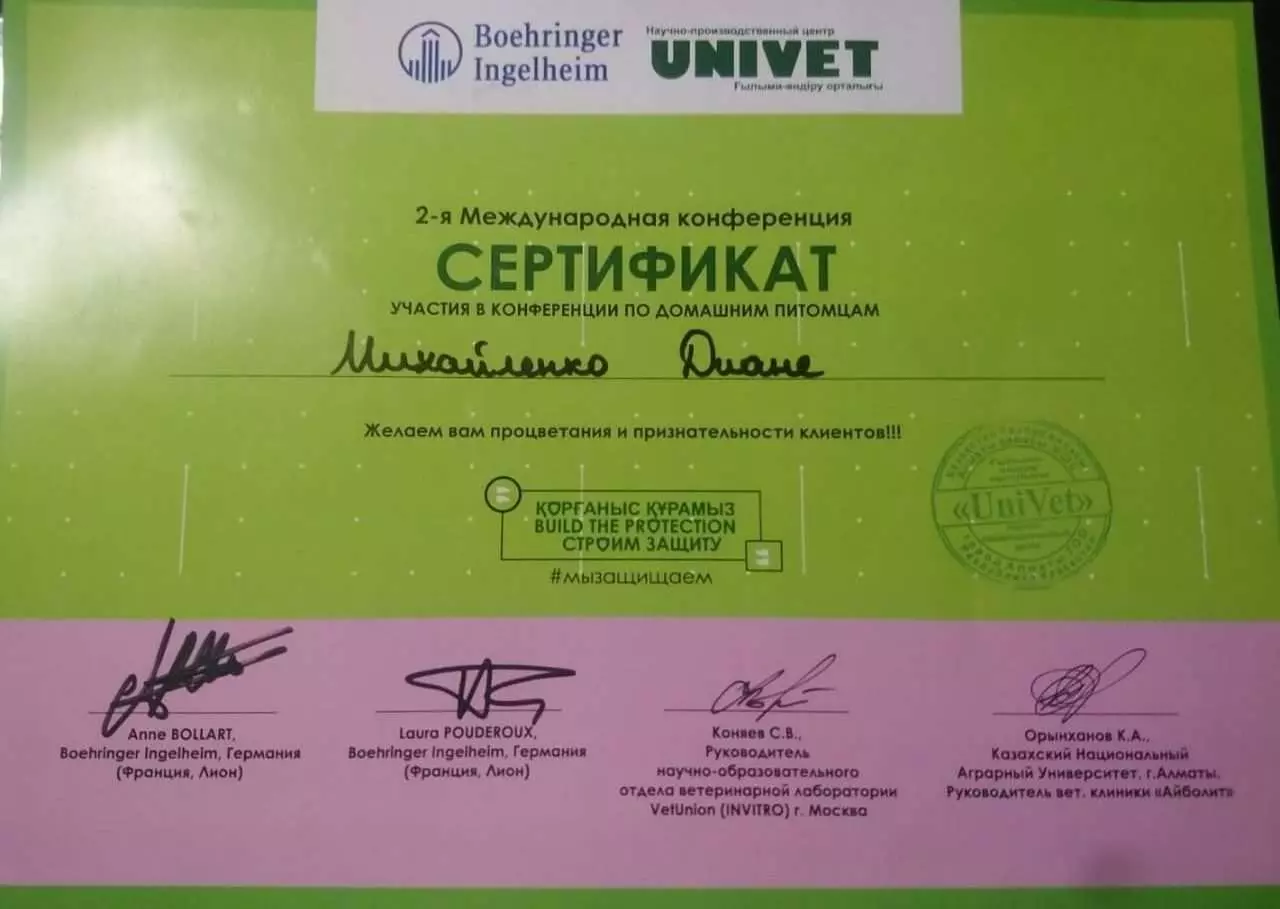 Boehringer
Ingelheim
Научно-производственный центр
UNIVET
Ғылыми-өндіру орталығы
2-я Международная конференция
СЕРТИФИКАТ
УЧАСТИЯ В КОНФЕРЕНЦИИ ПО ДОМАШНИМ ПИТОМЦАМ
Михайленко Диане
Желаем вам процветания и признательности клиентов!!!
ҚОРҒАНЫС ҚҰРАМЫЗ
BUILD THE PROTECTION
СТРОИМ ЗАЩИТУ
#мызащищаем
«UniVet»
Anne BOLLART,
Boehringer Ingelheim, Германия
(Франция, Лион)
Laura POUDEROUX,
Boehringer Ingelheim, Германия
(Франция, Лион)
Коняев С.В.,
Руководитель
научно-образовательного
отдела ветеринарной лаборатории
VetUnion (INVITRO) г. Москва
Орынханов К.А.,
Казахский Национальный
Аграрный Университет, г.Алматы.
Руководитель вет. клиники «Айболит»